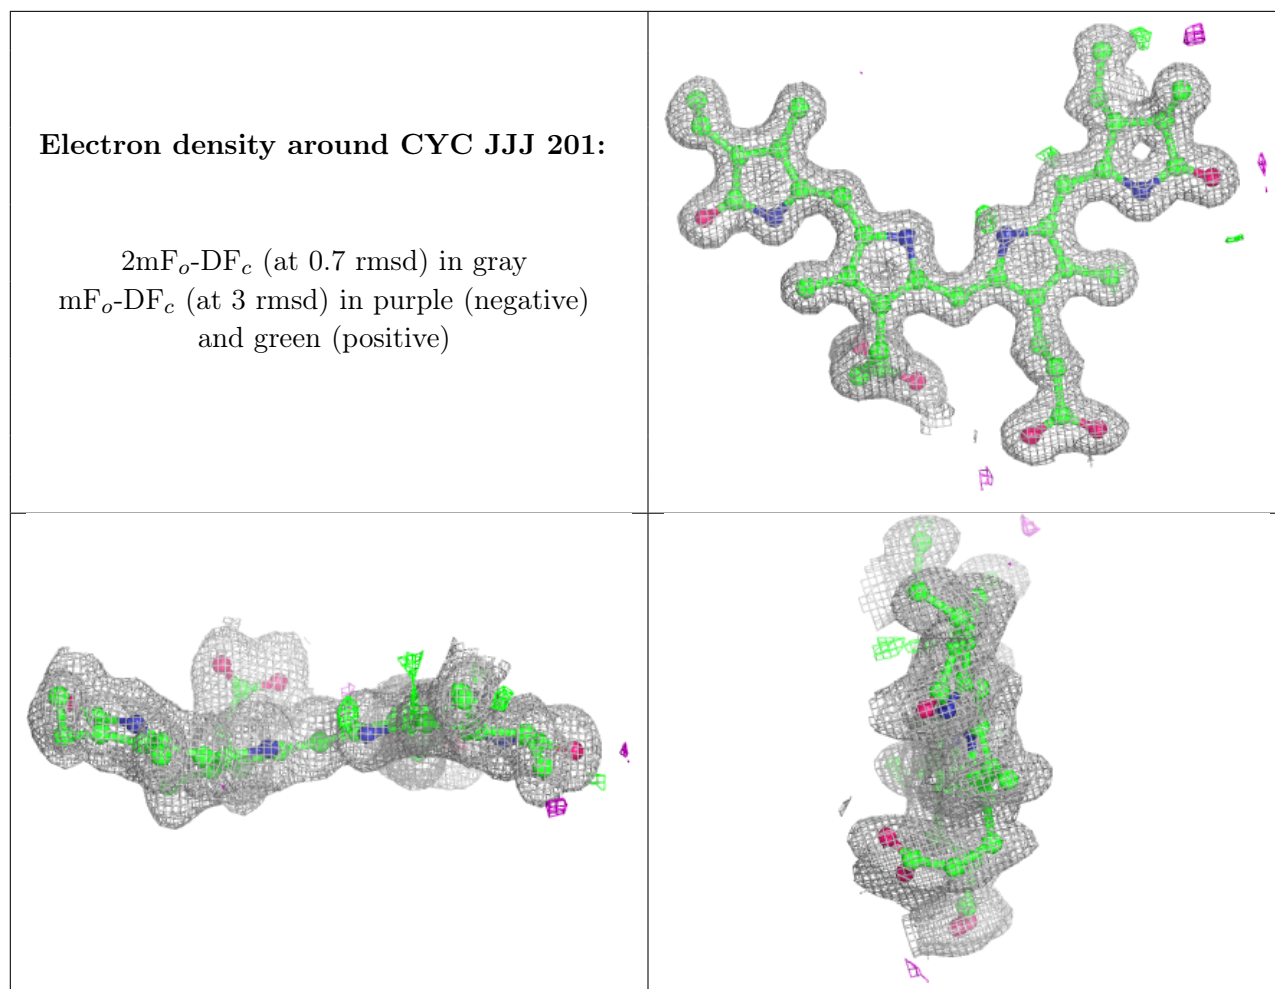 Electron density around CYC JJJ 201:
2mFo-DFc (at 0.7 rmsd) in gray
mFo-DFc (at 3 rmsd) in purple (negative)
and green (positive)